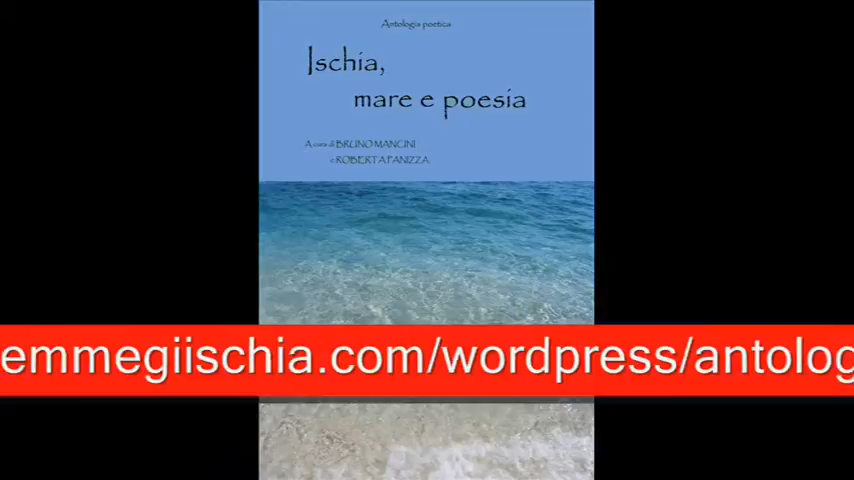 Antologia poetica
Ischia,
mare e poesia
A cura di BRUNO MANCINI
e ROBERTA PANIZZA
emmegiischia.com/wordpress/antolog